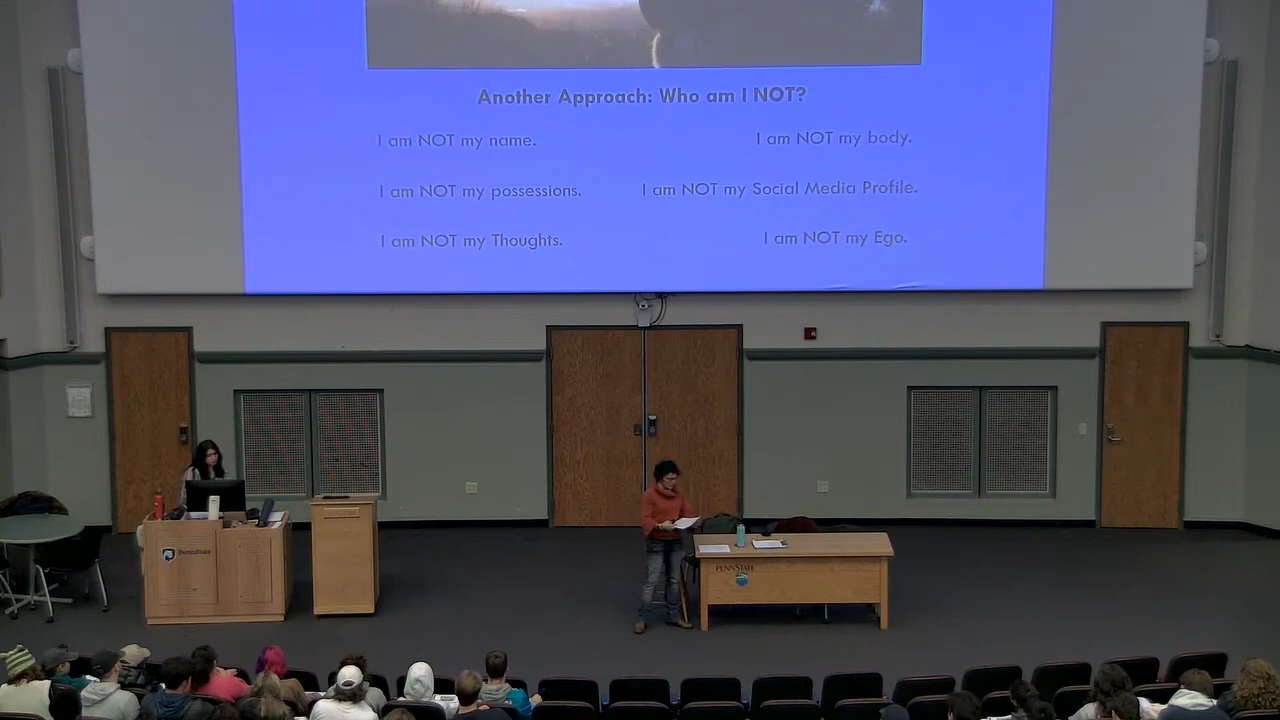 Another Approach: Who am I NOT?
I am NOT my name.
I am NOT my body.
I am NOT my possessions.
I am NOT my Social Media Profile.
I am NOT my Thoughts.
I am NOT my Ego.
PennState
PENNSTATE